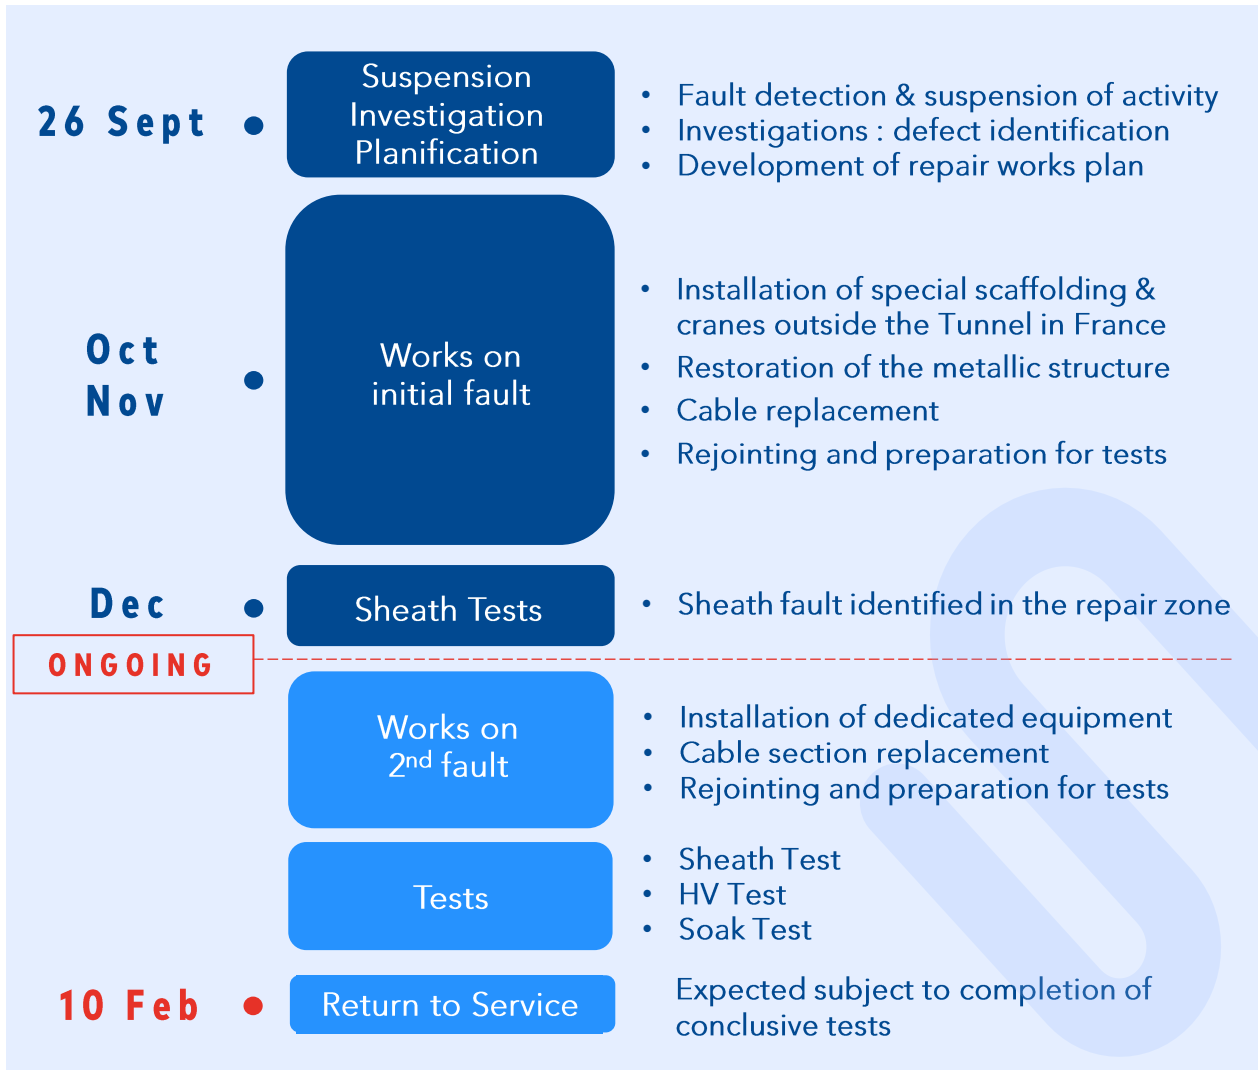 26 Sept
Suspension
Investigation
Planification
• Fault detection & suspension of activity
• Investigations : defect identification
• Development of repair works plan
Oct
Nov
Works on
initial fault
• Installation of special scaffolding &
cranes outside the Tunnel in France
• Restoration of the metallic structure
• Cable replacement
• Rejointing and preparation for tests
Dec
Sheath Tests
• Sheath fault identified in the repair zone
ONGOING
Works on
2nd fault
• Installation of dedicated equipment
• Cable section replacement
• Rejointing and preparation for tests
Tests
• Sheath Test
• HV Test
• Soak Test
10 Feb
Return to Service
Expected subject to completion of
conclusive tests